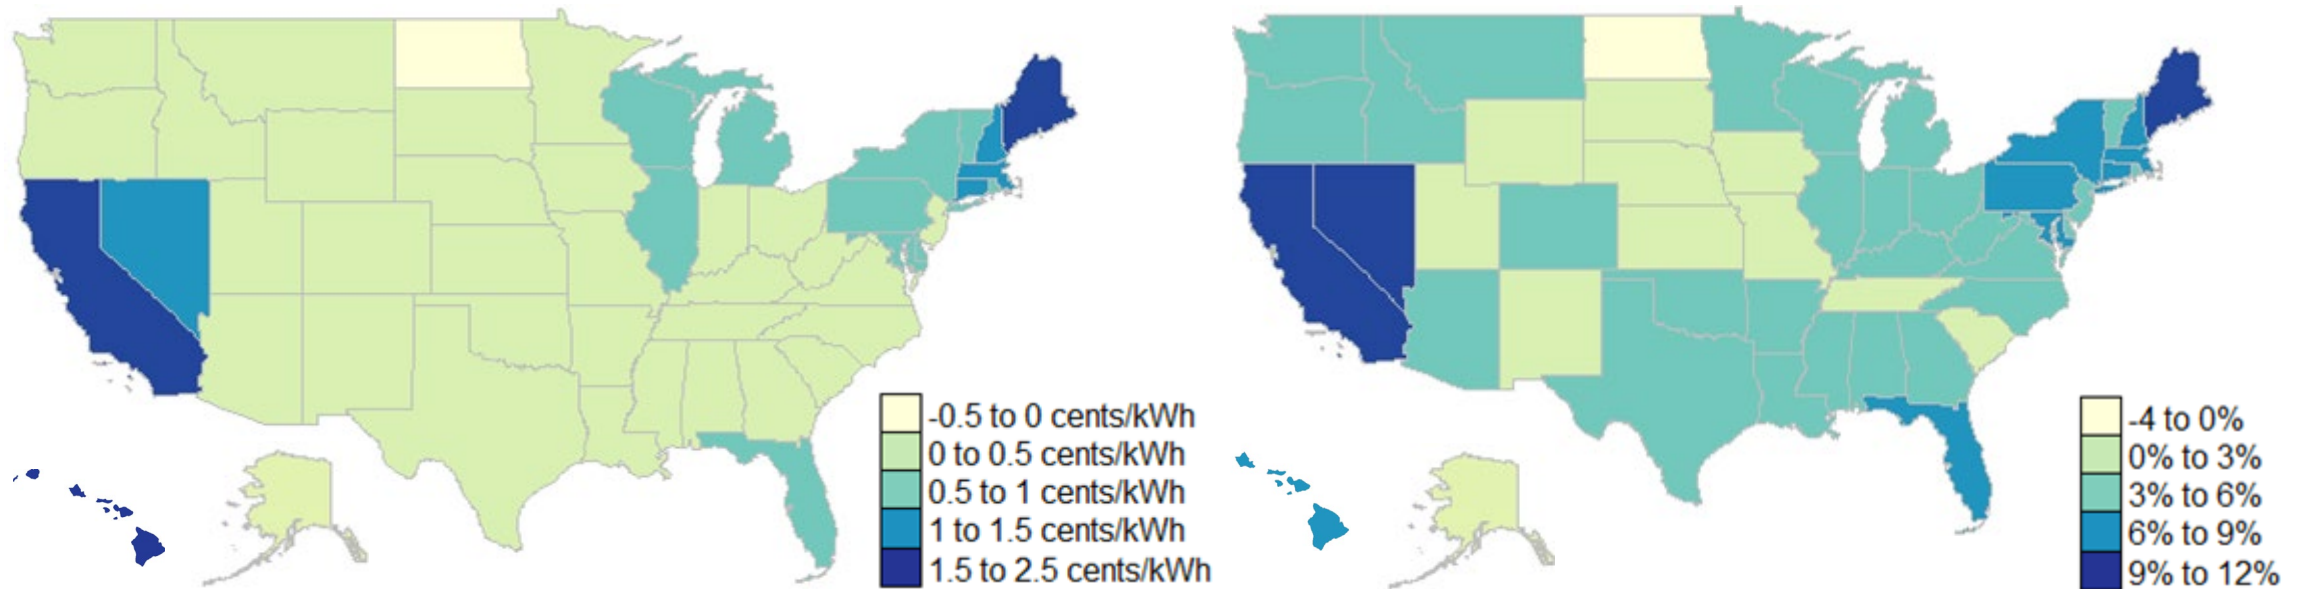 -0.5 to 0 cents/kWh
0 to 0.5 cents/kWh
0.5 to 1 cents/kWh
1 to 1.5 cents/kWh
1.5 to 2.5 cents/kWh
-4 to 0%
0% to 3%
3% to 6%
6% to 9%
9% to 12%